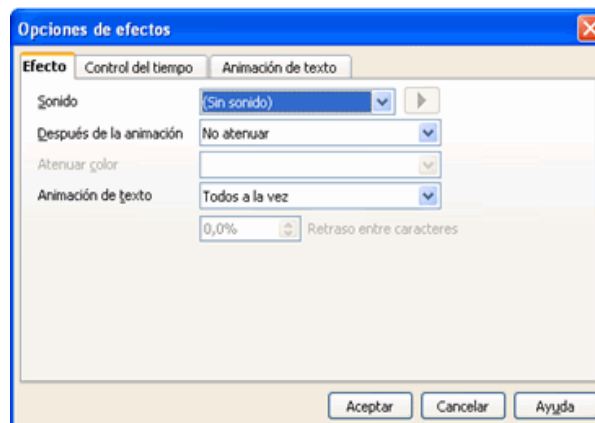 Opciones de efectos
Efecto Control del tiempo Animación de texto
Sonido (Sin sonido)
Después de la animación No atenuar
Atenuar color
Animación de texto Todos a la vez
0,0% Retraso entre caracteres
Aceptar Cancelar Ayuda